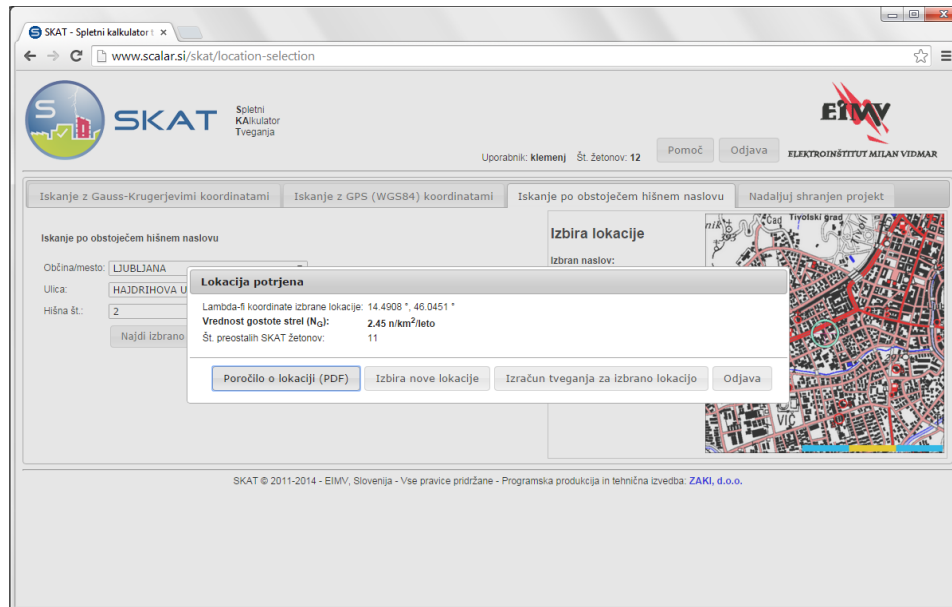 SKAT - Spletni kalkulator t
www.scalar.si/skat/location-selection
S
SKAT
Spletni
KAlkulator
Tveganja
Uporabnik: klemenj Št. žetonov: 12
Pomoč
Odjava
EIMV
ELEKTROINŠTITUT MILAN VIDMAR
Iskanje z Gauss-Krugerjevimi koordinatami
Iskanje z GPS (WGS84) koordinatami
Iskanje po obstoječem hišnem naslovu
Nadaljuj shranjen projekt
Iskanje po obstoječem hišnem naslovu
Občina/mesto: LJUBLJANA
Ulica: HAJDRIHOVA U
Hišna št.: 2
Najdi izbrano
Izbira lokacije
Izbran naslov:
Tivolski grad
VIČ
Lokacija potrjena
Lambda-fi koordinate izbrane lokacije: 14.4908 °, 46.0451 °
Vrednost gostote strel (NG): 2.45 n/km²/leto
Št. preostalih SKAT žetonov: 11
Poročilo o lokaciji (PDF)
Izbira nove lokacije
Izračun tveganja za izbrano lokacijo
Odjava
SKAT © 2011-2014 - EIMV, Slovenija - Vse pravice pridržane - Programska produkcija in tehnična izvedba: ZAKI, d.o.o.